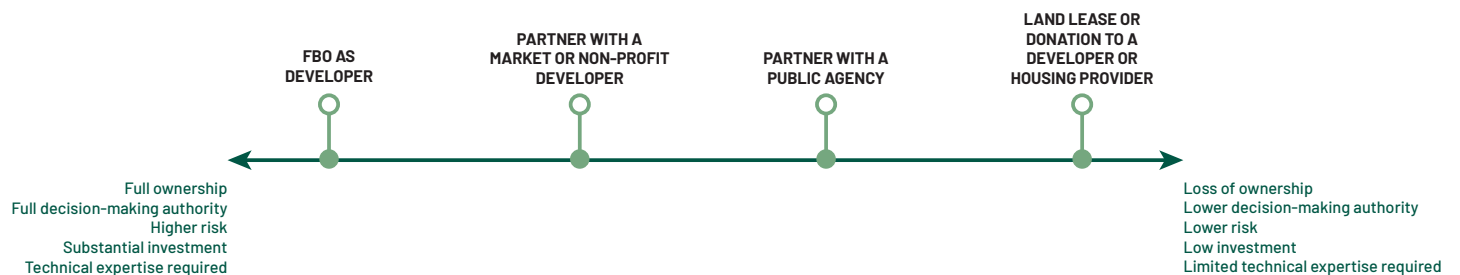 FBO AS
DEVELOPER
PARTNER WITH A
MARKET OR NON-PROFIT
DEVELOPER
PARTNER WITH A
PUBLIC AGENCY
LAND LEASE OR
DONATION TO A
DEVELOPER OR
HOUSING PROVIDER
Full ownership
Full decision-making authority
Higher risk
Substantial investment
Technical expertise required
Loss of ownership
Lower decision-making authority
Lower risk
Low investment
Limited technical expertise required